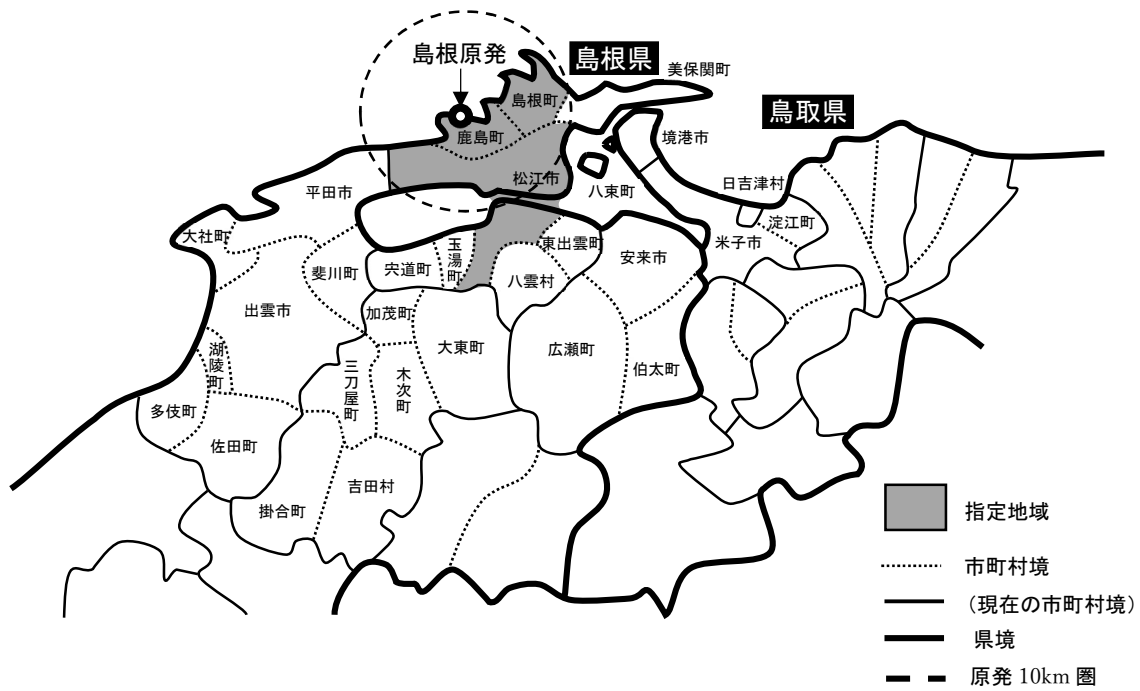 島根原発
島根県
美保関町
鳥取県
島根町
鹿島町
境港市
松江市
八束町
日吉津村
平田市
淀江町
大社町
米子市
玉湯町
東出雲町
安来市
斐川町
宍道町
八雲村
出雲市
加茂町
大東町
広瀬町
湖陵町
三刀屋町
木次町
伯太町
多伎町
佐田町
吉田村
掛合町
指定地域
市町村境
(現在の市町村境)
県境
原発 10km 圏